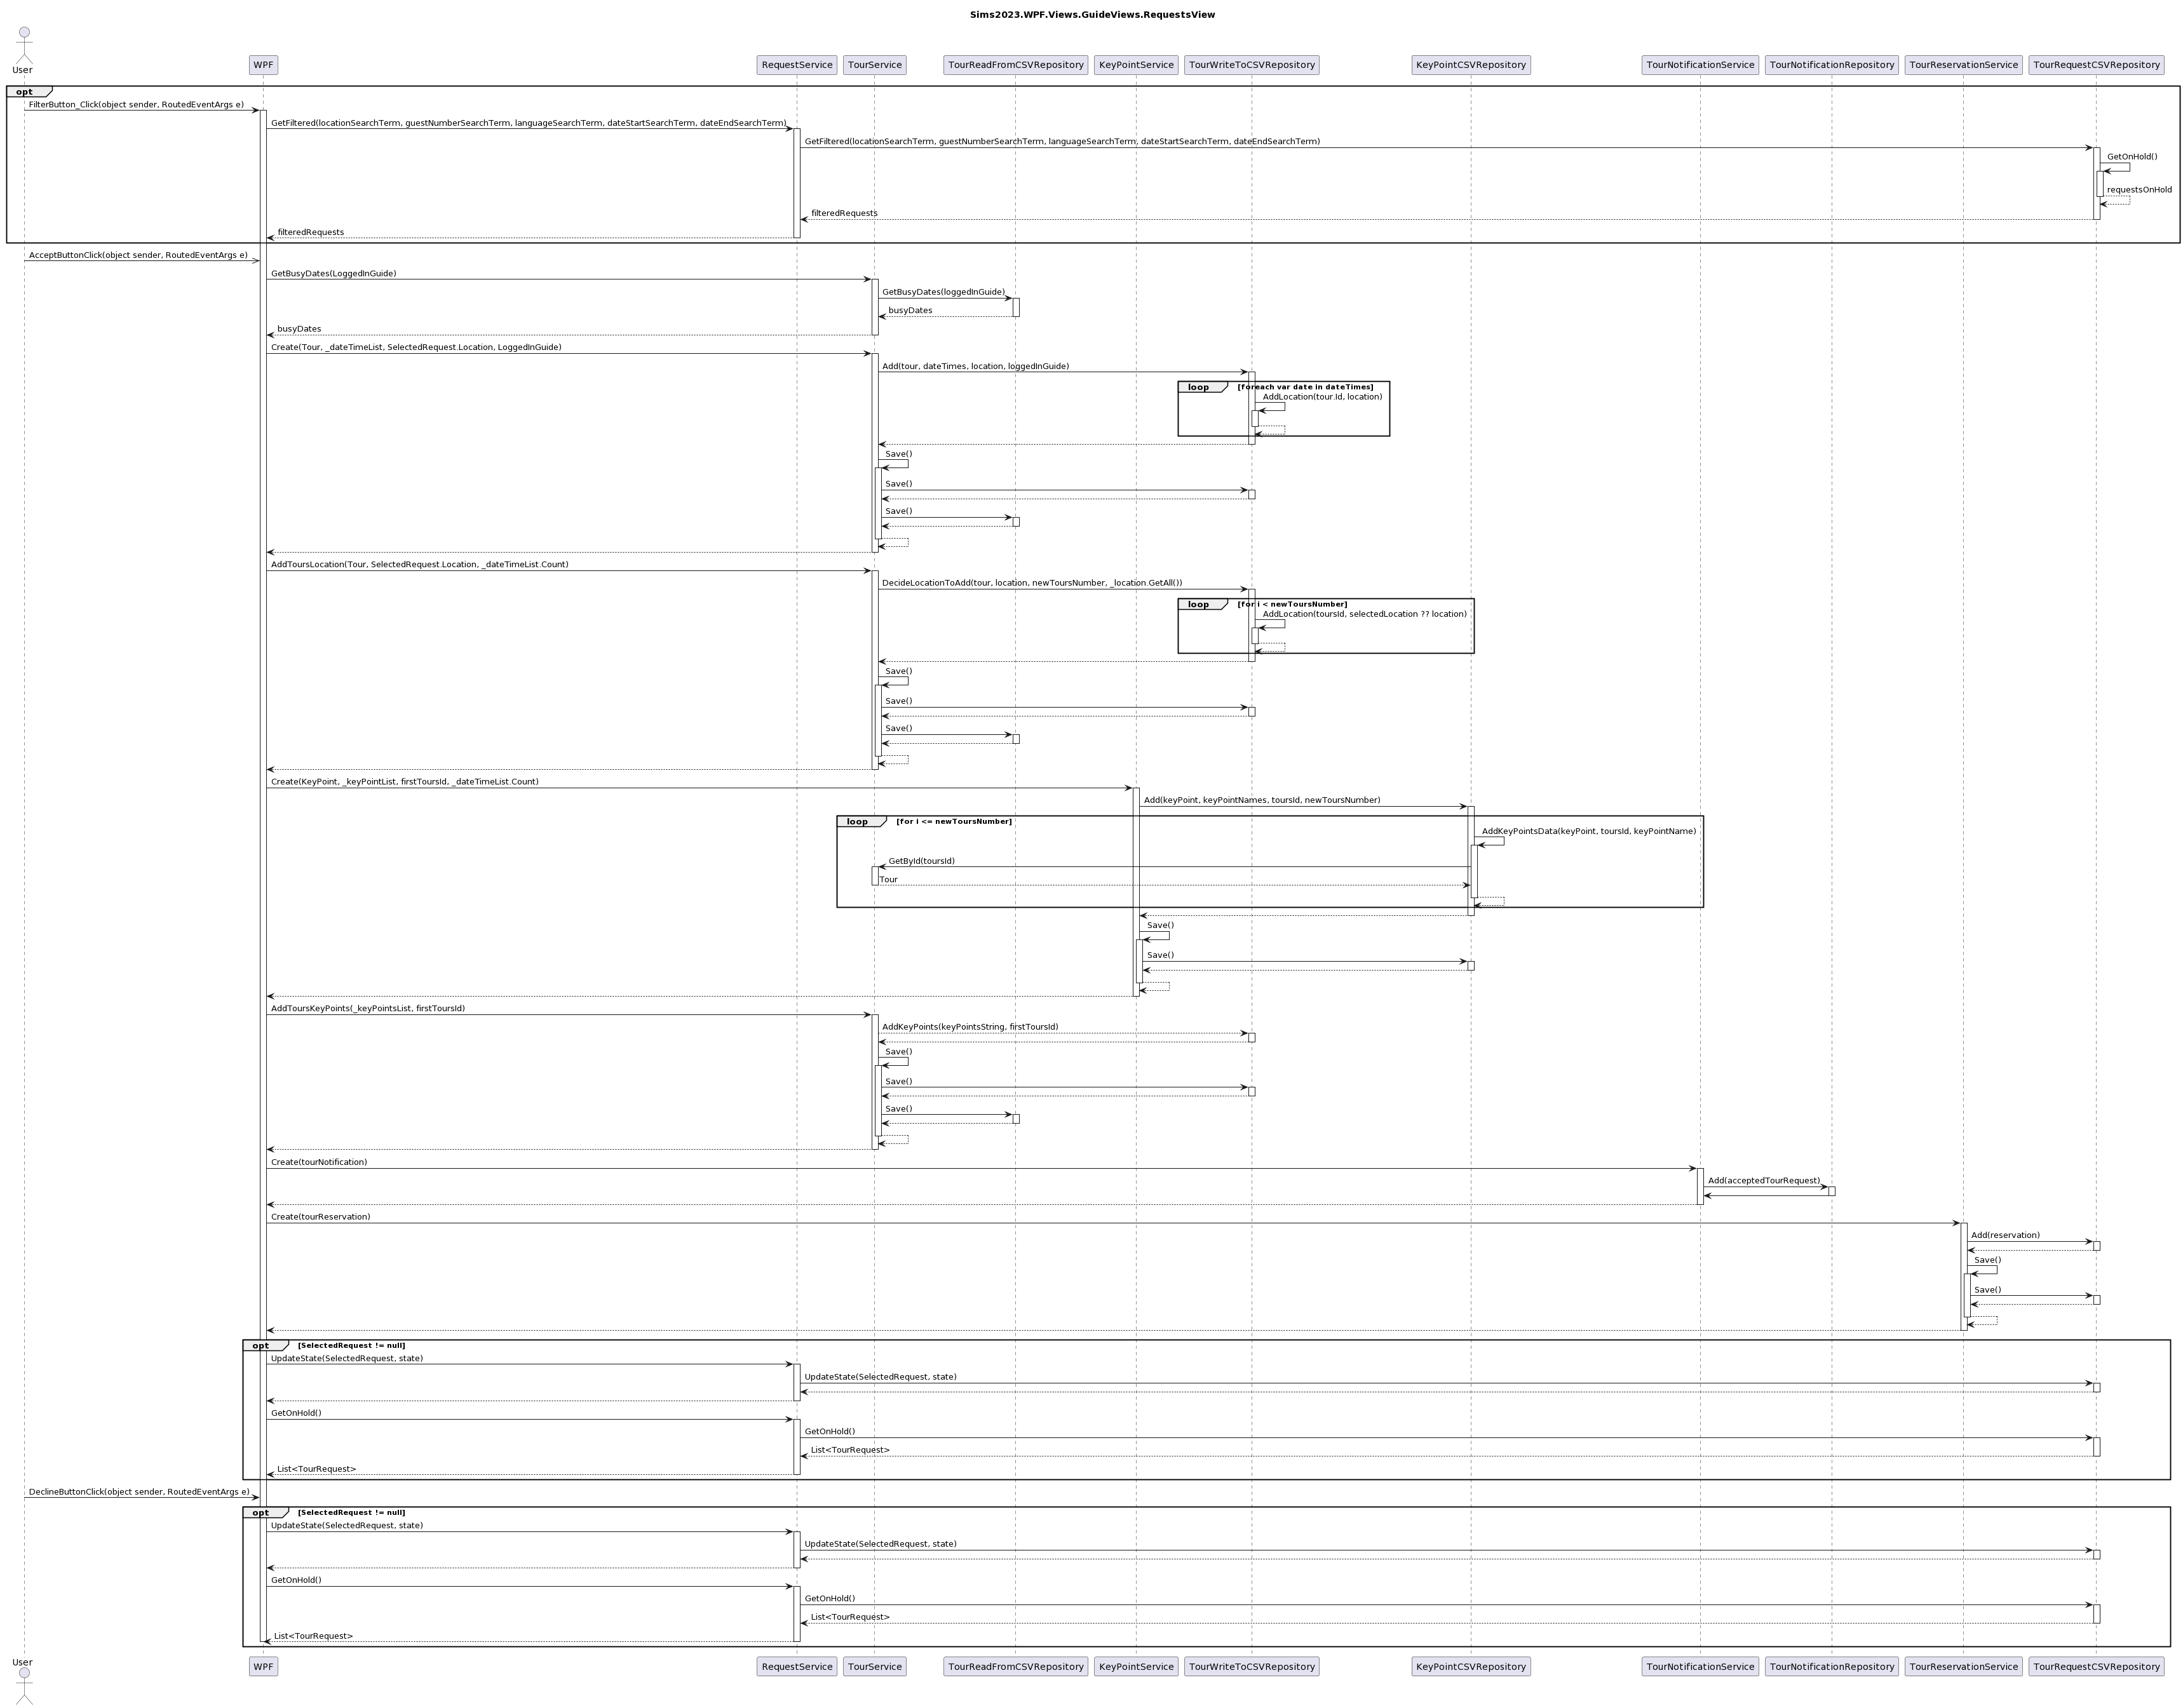 Sims2023.WPF.Views.GuideViews.RequestsView
User
WPF
RequestService
TourService
TourReadFromCSVRepository
KeyPointService
TourWriteToCSVRepository
KeyPointCSVRepository
TourNotificationService
TourNotificationRepository
TourReservationService
TourRequestCSVRepository
opt
FilterButton_Click(object sender, RoutedEventArgs e)
GetFiltered(locationSearchTerm, guestNumberSearchTerm, languageSearchTerm, dateStartSearchTerm, dateEndSearchTerm)
GetFiltered(locationSearchTerm, guestNumberSearchTerm, languageSearchTerm, dateStartSearchTerm, dateEndSearchTerm)
GetOnHold()
requestsOnHold
filteredRequests
filteredRequests
AcceptButtonClick(object sender, RoutedEventArgs e)
GetBusyDates(LoggedInGuide)
GetBusyDates(loggedInGuide)
busyDates
busyDates
Create(Tour, _dateTimeList, SelectedRequest.Location, LoggedInGuide)
Add(tour, dateTimes, location, loggedInGuide)
loop [foreach var date in dateTimes]
AddLocation(tour.Id, location)
Save()
Save()
Save()
AddToursLocation(Tour, SelectedRequest.Location, _dateTimeList.Count)
DecideLocationToAdd(tour, location, newToursNumber, _location.GetAll())
loop [for i < newToursNumber]
AddLocation(toursId, selectedLocation ?? location)
Save()
Save()
Save()
Create(KeyPoint, _keyPointList, firstToursId, _dateTimeList.Count)
Add(keyPoint, keyPointNames, toursId, newToursNumber)
loop [for i <= newToursNumber]
AddKeyPointsData(keyPoint, toursId, keyPointName)
GetById(toursId)
Tour
Save()
Save()
AddToursKeyPoints(_keyPointsList, firstToursId)
AddKeyPoints(keyPointsString, firstToursId)
Save()
Save()
Save()
Create(tourNotification)
Add(acceptedTourRequest)
Create(tourReservation)
Add(reservation)
Save()
Save()
opt [SelectedRequest != null]
UpdateState(SelectedRequest, state)
UpdateState(SelectedRequest, state)
GetOnHold()
GetOnHold()
List<TourRequest>
List<TourRequest>
DeclineButtonClick(object sender, RoutedEventArgs e)
opt [SelectedRequest != null]
UpdateState(SelectedRequest, state)
UpdateState(SelectedRequest, state)
GetOnHold()
GetOnHold()
List<TourRequest>
List<TourRequest>
User
WPF
RequestService
TourService
TourReadFromCSVRepository
KeyPointService
TourWriteToCSVRepository
KeyPointCSVRepository
TourNotificationService
TourNotificationRepository
TourReservationService
TourRequestCSVRepository